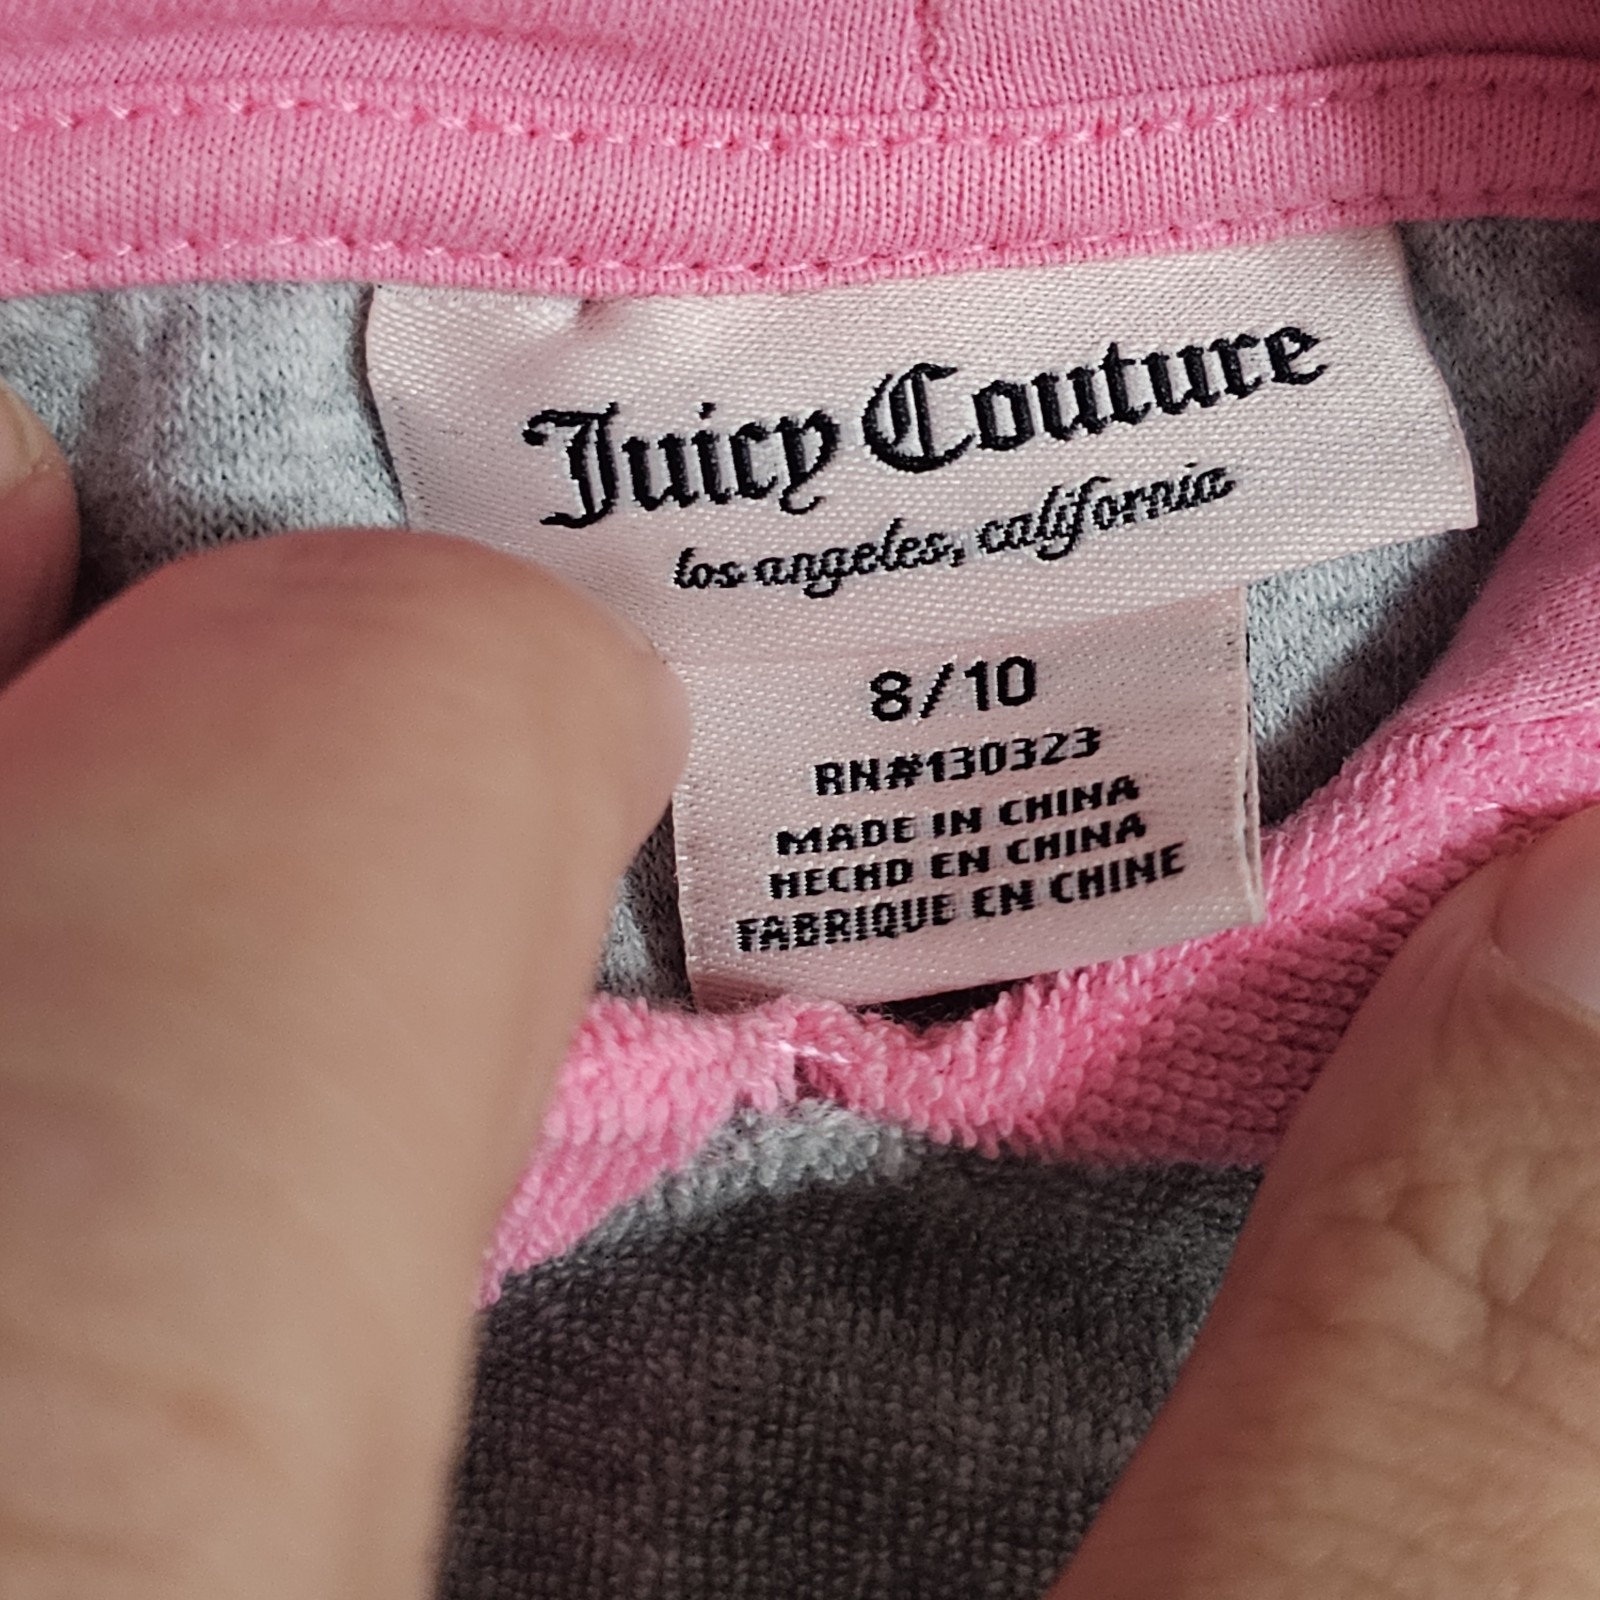 Juicy Couture
los angeles, california
8/10
RN#130323
MADE IN CHINA
HECHO EN CHINA
FABRIQUE EN CHINE